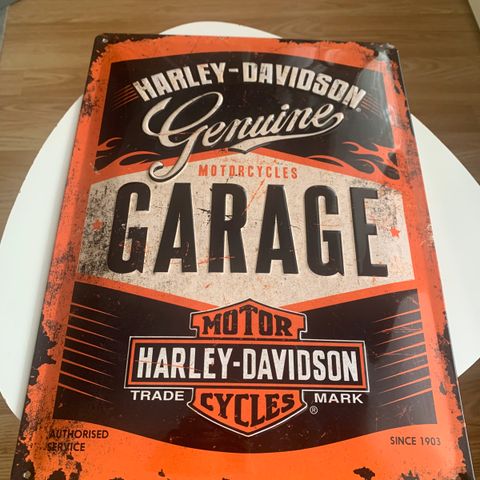 HARLEY-DAVIDSON
Genuine
MOTORCYCLES
GARAGE
MOTOR
HARLEY-DAVIDSON
TRADE MARK
CYCLES ®
AUTHORISED
SERVICE
SINCE 1903